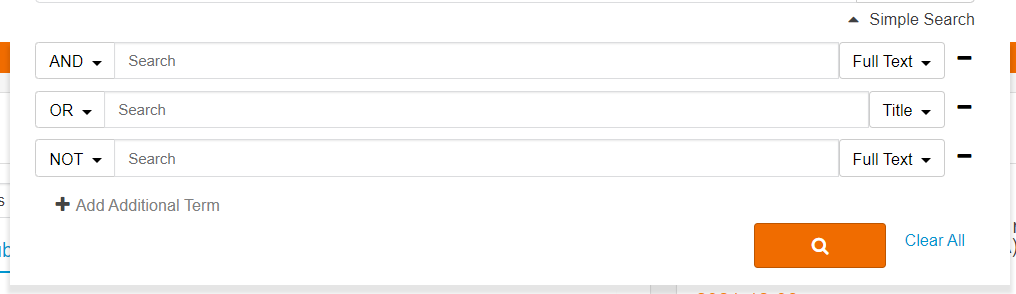 Simple Search
AND Search Full Text
OR Search Title
NOT Search Full Text
Add Additional Term
Clear All